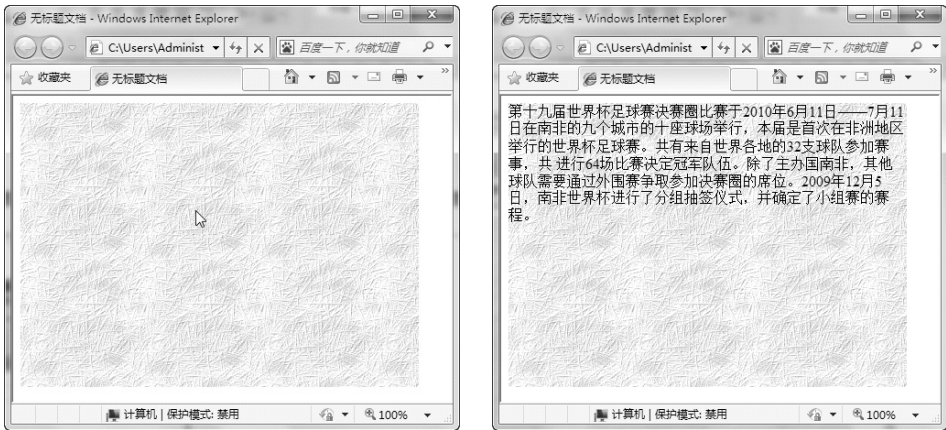 无标题文档 - Windows Internet Explorer
C:\Users\Administ
百度一下，你就知道
收藏夹
无标题文档
计算机 | 保护模式: 禁用
100%
无标题文档 - Windows Internet Explorer
C:\Users\Administ
百度一下，你就知道
收藏夹
无标题文档
第十九届世界杯足球赛决赛圈比赛于2010年6月11日——7月11
日在南非的九个城市的十座球场举行，本届是首次在非洲地区
举行的世界杯足球赛。共有来自世界各地的32支球队参加赛
事，共 进行64场比赛决定冠军队伍。除了主办国南非，其他
球队需要通过外围赛争取参加决赛圈的席位。2009年12月5
日，南非世界杯进行了分组抽签仪式，并确定了小组赛的赛
程。
计算机 | 保护模式: 禁用
100%